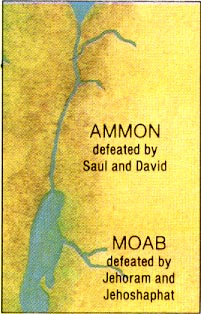 AMMON
defeated by
Saul and David
MOAB
defeated by
Jehoram and
Jehoshaphat